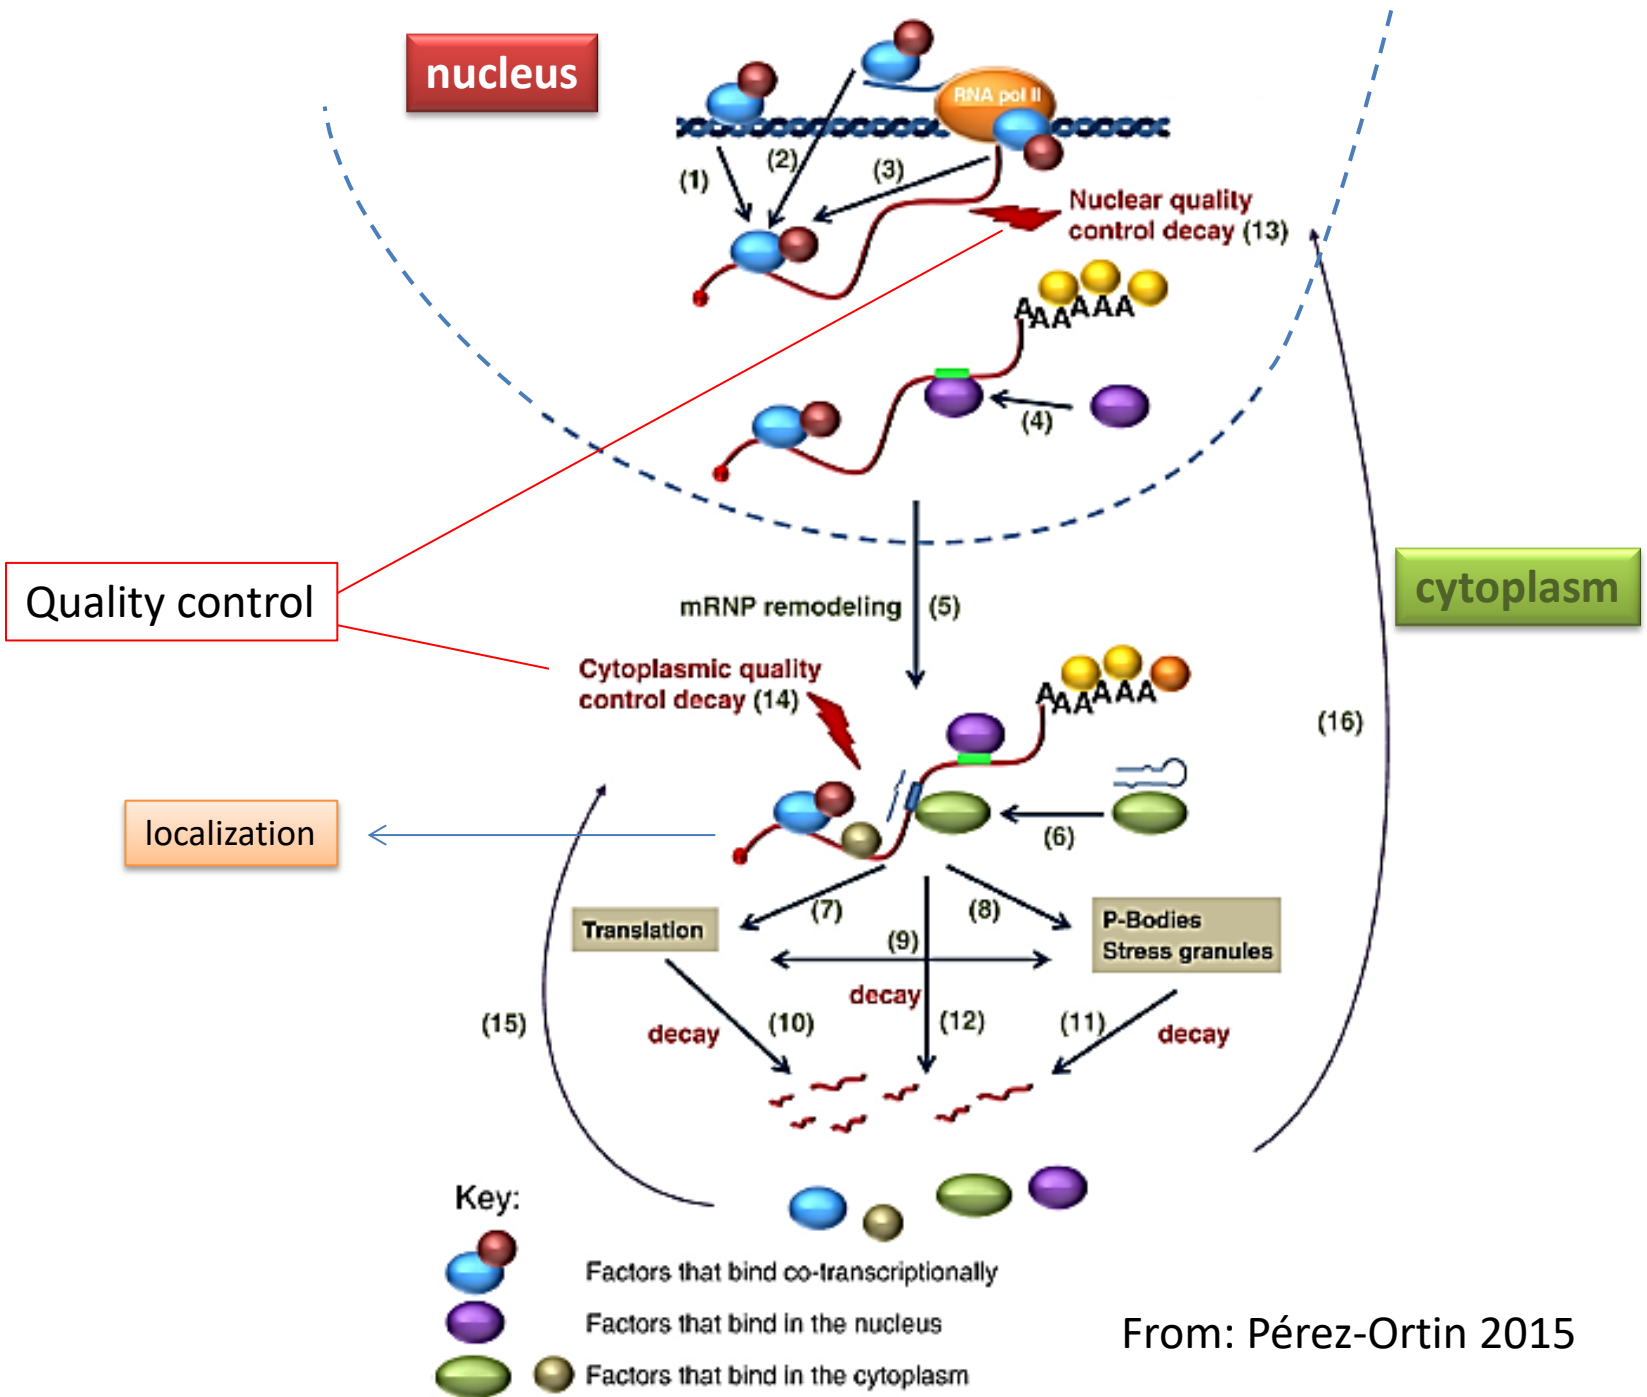 nucleus
RNA pol II
(1)
(2)
(3)
Nuclear quality
control decay (13)
AAAAAAA
(4)
Quality control
cytoplasm
mRNP remodeling
(5)
Cytoplasmic quality
control decay (14)
AAAAAAA
(16)
localization
(6)
(7)
(8)
Translation
P-Bodies
Stress granules
(9)
decay
(15)
decay
(10)
(12)
(11)
decay
Key:
Factors that bind co-transcriptionally
Factors that bind in the nucleus
Factors that bind in the cytoplasm
From: Pérez-Ortin 2015